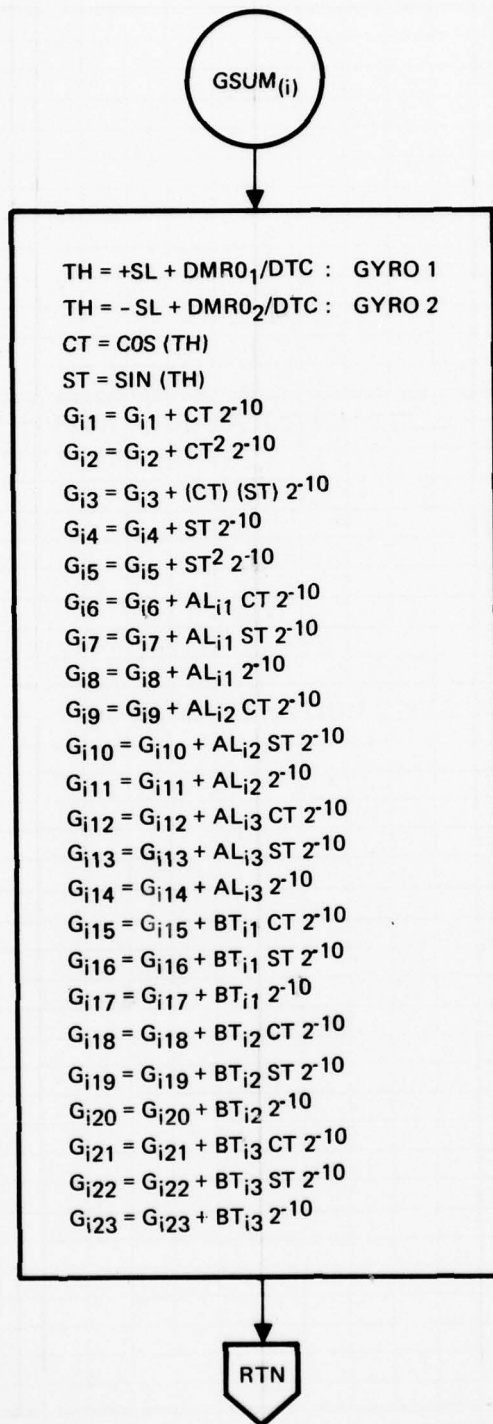 GSUM(i)
TH = +SL + DMR0₁/DTC : GYRO 1
TH = - SL + DMR0₂/DTC : GYRO 2
CT = COS (TH)
ST = SIN (TH)
Gi1 = Gi1 + CT 2⁻¹⁰
Gi2 = Gi2 + CT² 2⁻¹⁰
Gi3 = Gi3 + (CT) (ST) 2⁻¹⁰
Gi4 = Gi4 + ST 2⁻¹⁰
Gi5 = Gi5 + ST² 2⁻¹⁰
Gi6 = Gi6 + ALi1 CT 2⁻¹⁰
Gi7 = Gi7 + ALi1 ST 2⁻¹⁰
Gi8 = Gi8 + ALi1 2⁻¹⁰
Gi9 = Gi9 + ALi2 CT 2⁻¹⁰
Gi10 = Gi10 + ALi2 ST 2⁻¹⁰
Gi11 = Gi11 + ALi2 2⁻¹⁰
Gi12 = Gi12 + ALi3 CT 2⁻¹⁰
Gi13 = Gi13 + ALi3 ST 2⁻¹⁰
Gi14 = Gi14 + ALi3 2⁻¹⁰
Gi15 = Gi15 + BTi1 CT 2⁻¹⁰
Gi16 = Gi16 + BTi1 ST 2⁻¹⁰
Gi17 = Gi17 + BTi1 2⁻¹⁰
Gi18 = Gi18 + BTi2 CT 2⁻¹⁰
Gi19 = Gi19 + BTi2 ST 2⁻¹⁰
Gi20 = Gi20 + BTi2 2⁻¹⁰
Gi21 = Gi21 + BTi3 CT 2⁻¹⁰
Gi22 = Gi22 + BTi3 ST 2⁻¹⁰
Gi23 = Gi23 + BTi3 2⁻¹⁰
RTN